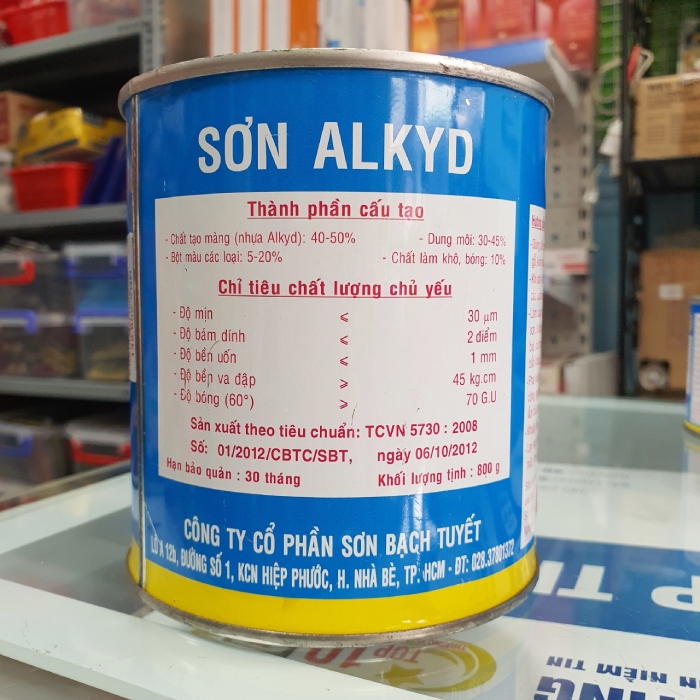 SƠN ALKYD
Thành phần cấu tạo
- Chất tạo màng (nhựa Alkyd): 40-50% - Dung môi: 30-45%
- Bột màu các loại: 5-20% - Chất làm khô, bóng: 10%
Chỉ tiêu chất lượng chủ yếu
- Độ mịn ⩽ 30 µm
- Độ bám dính ⩽ 2 điểm
- Độ bền uốn ⩽ 1 mm
- Độ bền va đập ⩾ 45 kg.cm
- Độ bóng (60°) ⩾ 70 G.U
Sản xuất theo tiêu chuẩn: TCVN 5730 : 2008
Số: 01/2012/CBTC/SBT, ngày 06/10/2012
Hạn bảo quản : 30 tháng Khối lượng tịnh : 800 g
CÔNG TY CỔ PHẦN SƠN BẠCH TUYẾT
LÔ A 12b, ĐƯỜNG SỐ 1, KCN HIỆP PHƯỚC, H. NHÀ BÈ, TP. HCM - ĐT: 028.37801372
TOP 10
NIỀM TIN